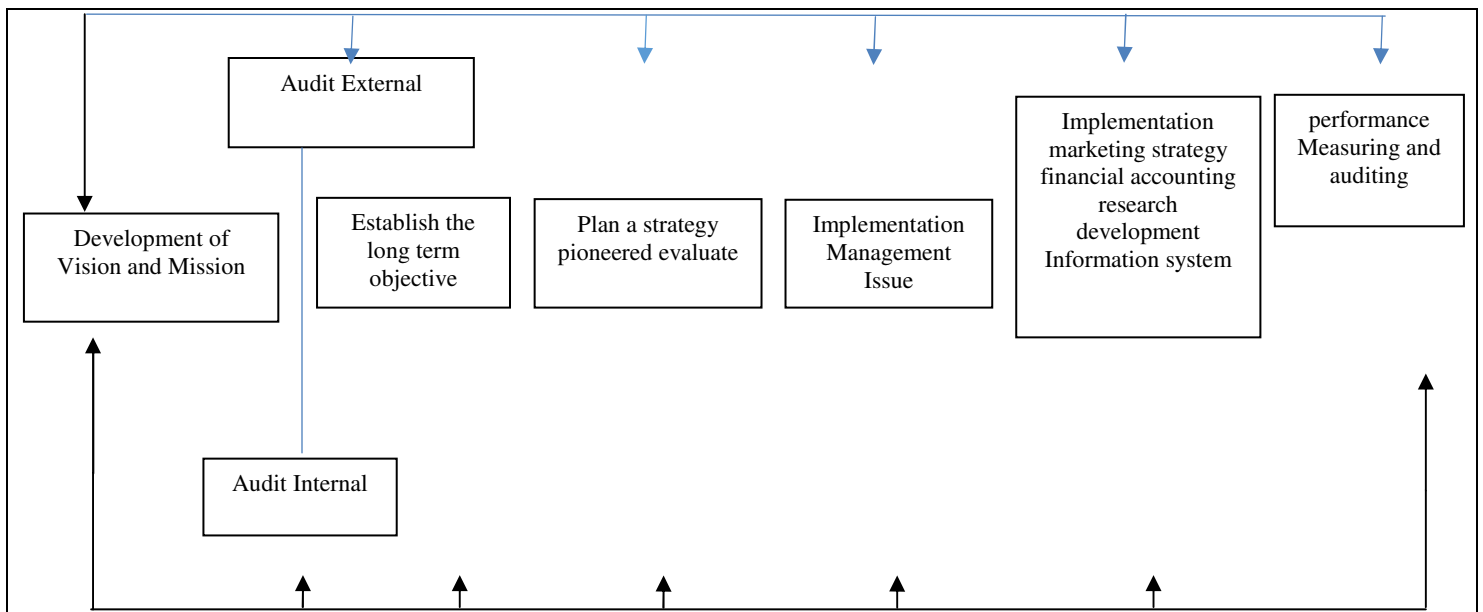 Audit External
Development of
Vision and Mission
Establish the
long term
objective
Plan a strategy
pioneered evaluate
Implementation
Management
Issue
Implementation
marketing strategy
financial accounting
research
development
Information system
performance
Measuring and
auditing
Audit Internal